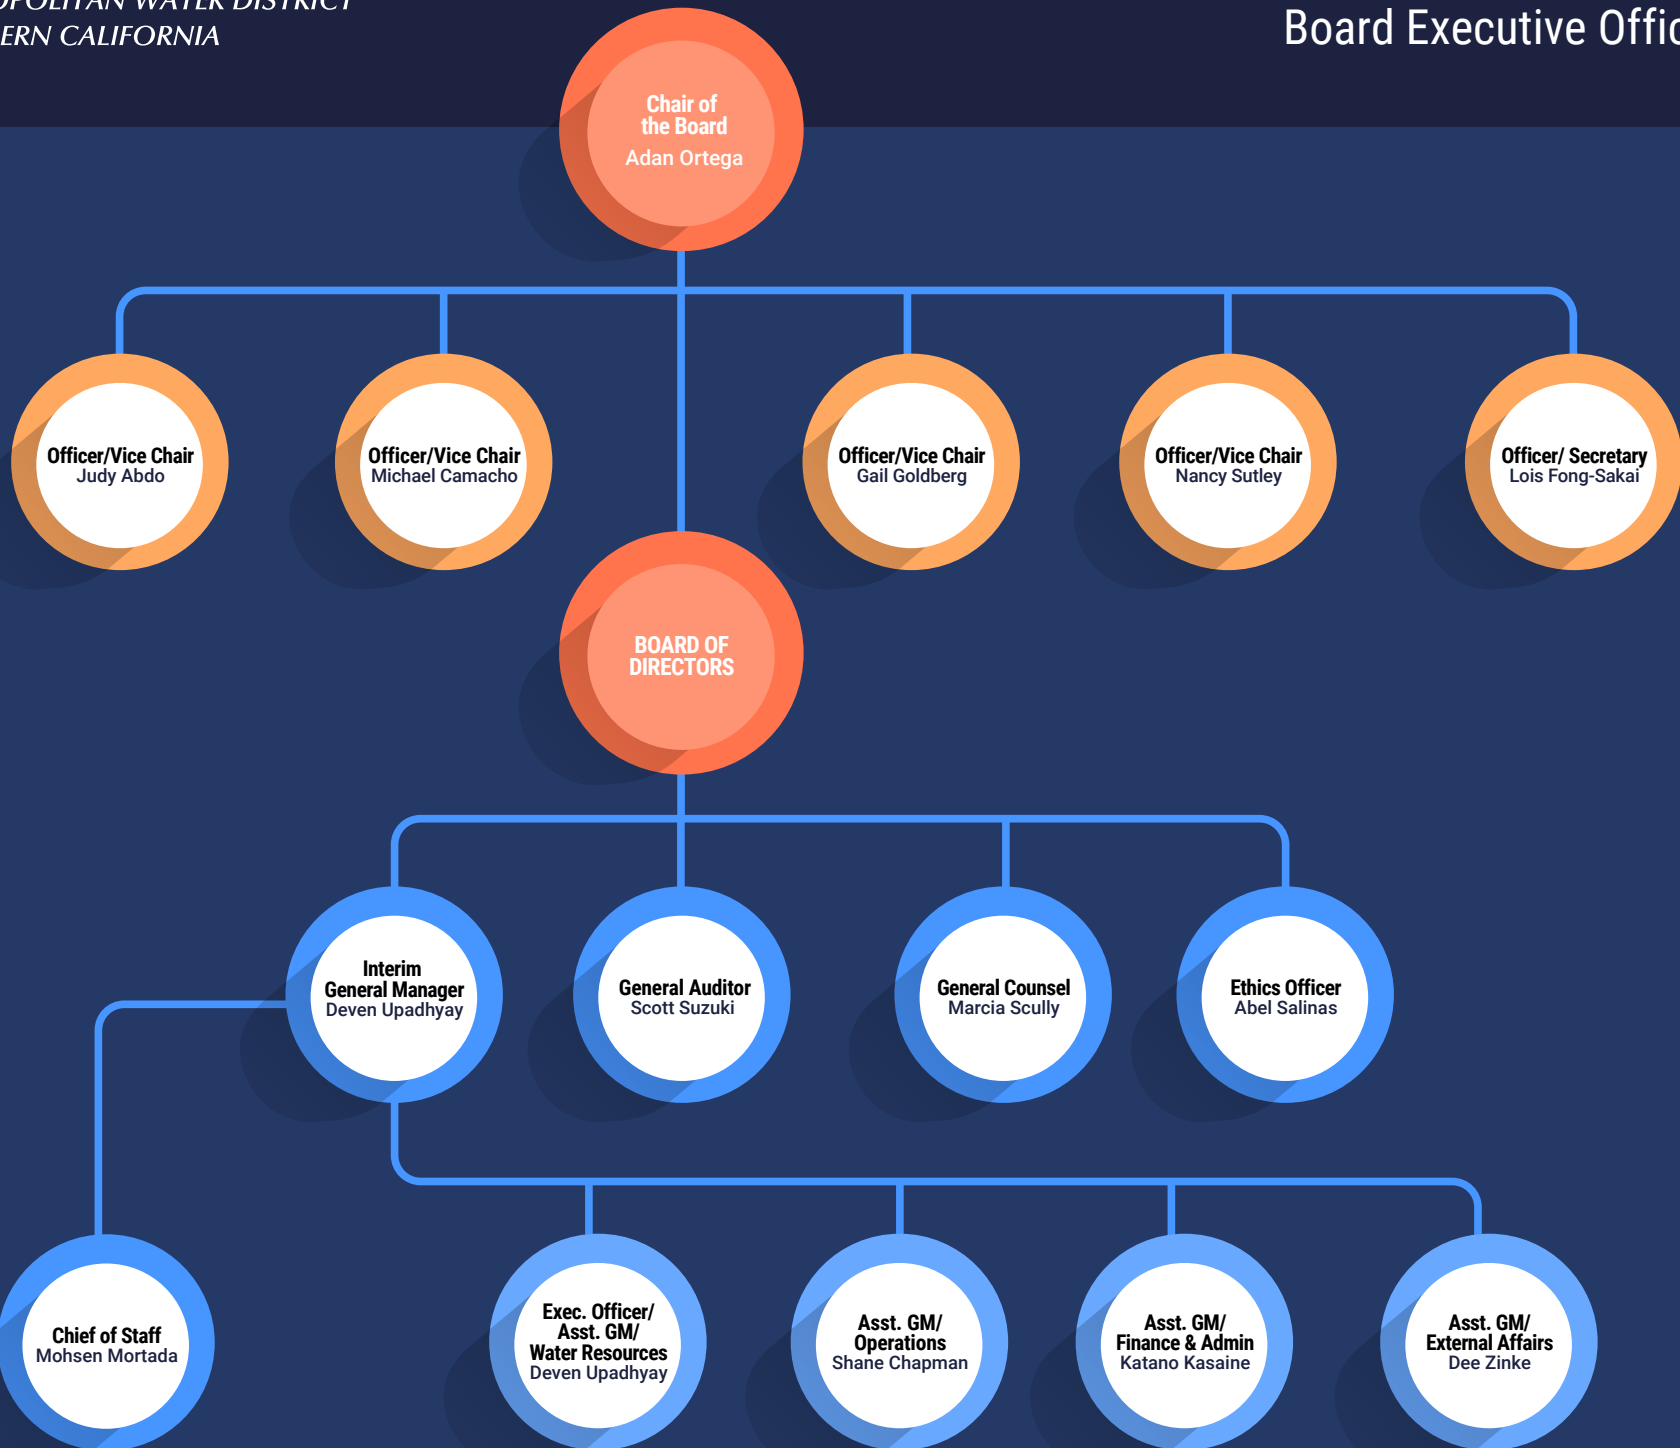 ERN CALIFORNIA
Board Executive
Chair of
the Board
Adan Ortega
Officer/Vice Chair
Judy Abdo
Officer/Vice Chair
Michael Camacho
Officer/Vice Chair
Gail Goldberg
Officer/Vice Chair
Nancy Sutley
Officer/ Secretary
Lois Fong-Sakai
BOARD OF
DIRECTORS
Interim
General Manager
Deven Upadhyay
General Auditor
Scott Suzuki
General Counsel
Marcia Scully
Ethics Officer
Abel Salinas
Chief of Staff
Mohsen Mortada
Exec. Officer/
Asst. GM/
Water Resources
Deven Upadhyay
Asst. GM/
Operations
Shane Chapman
Asst. GM/
Finance & Admin
Katano Kasaine
Asst. GM/
External Affairs
Dee Zinke